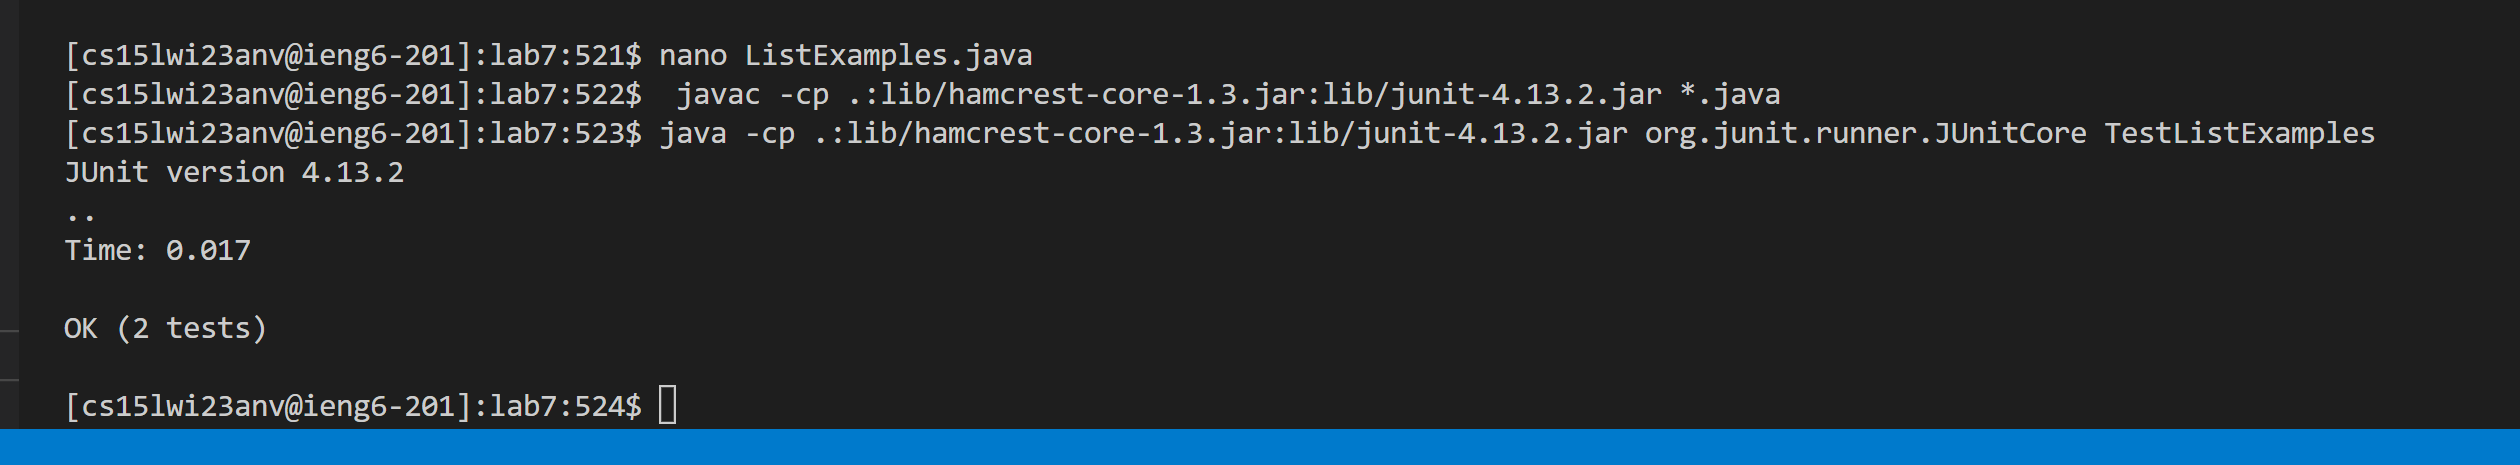 [cs15lwi23anv@ieng6-201]:lab7:521$ nano ListExamples.java
[cs15lwi23anv@ieng6-201]:lab7:522$  javac -cp .:lib/hamcrest-core-1.3.jar:lib/junit-4.13.2.jar *.java
[cs15lwi23anv@ieng6-201]:lab7:523$ java -cp .:lib/hamcrest-core-1.3.jar:lib/junit-4.13.2.jar org.junit.runner.JUnitCore TestListExamples
JUnit version 4.13.2
..
Time: 0.017
OK (2 tests)
[cs15lwi23anv@ieng6-201]:lab7:524$